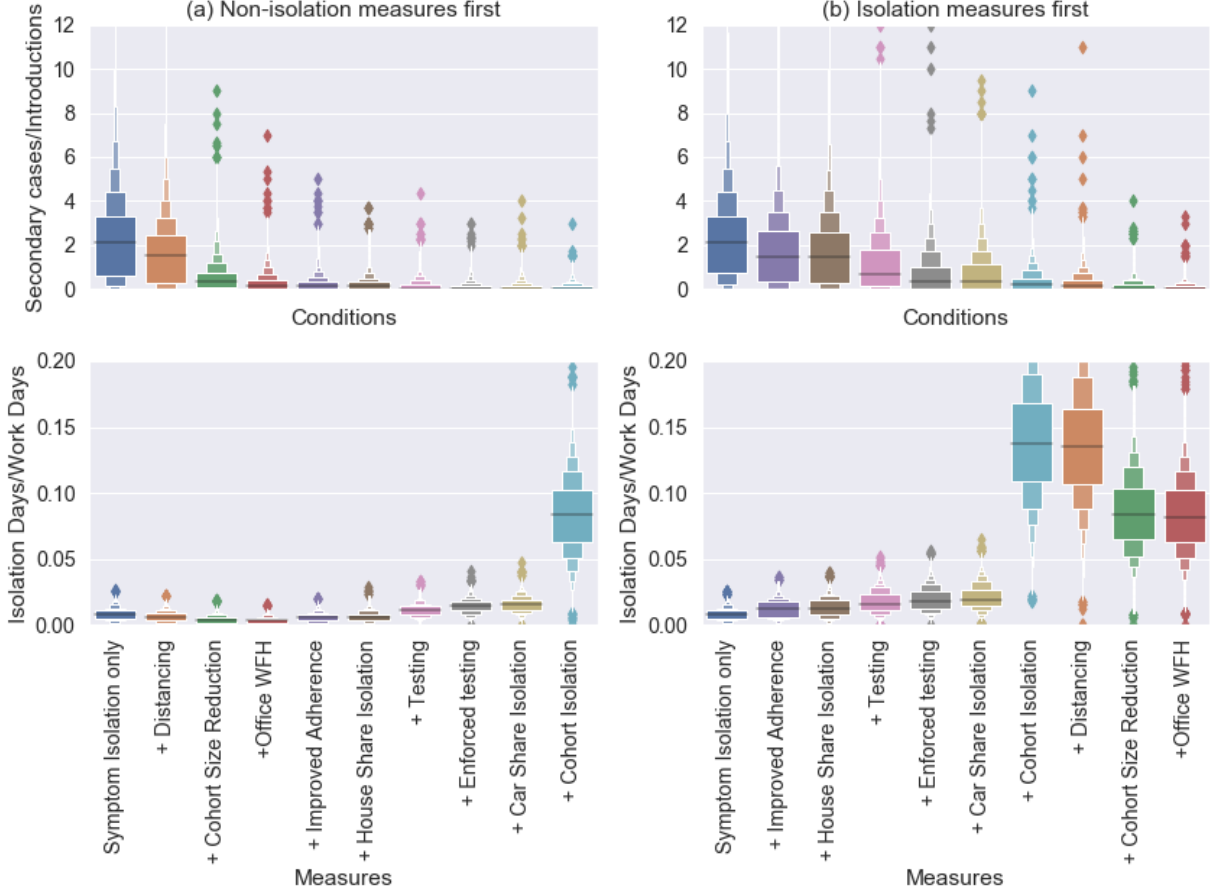 (a) Non-isolation measures first
(b) Isolation measures first
Secondary cases/Introductions
12
10
8
6
4
2
0
Conditions
12
10
8
6
4
2
0
Conditions
Isolation Days/Work Days
0.20
0.15
0.10
0.05
0.00
Symptom Isolation only
+ Distancing
+ Cohort Size Reduction
+Office WFH
+ Improved Adherence
+ House Share Isolation
+ Testing
+ Enforced testing
+ Car Share Isolation
+ Cohort Isolation
Measures
Isolation Days/Work Days
0.20
0.15
0.10
0.05
0.00
Symptom Isolation only
+ Improved Adherence
+ House Share Isolation
+ Testing
+ Enforced testing
+ Car Share Isolation
+ Cohort Isolation
+ Distancing
+ Cohort Size Reduction
+Office WFH
Measures